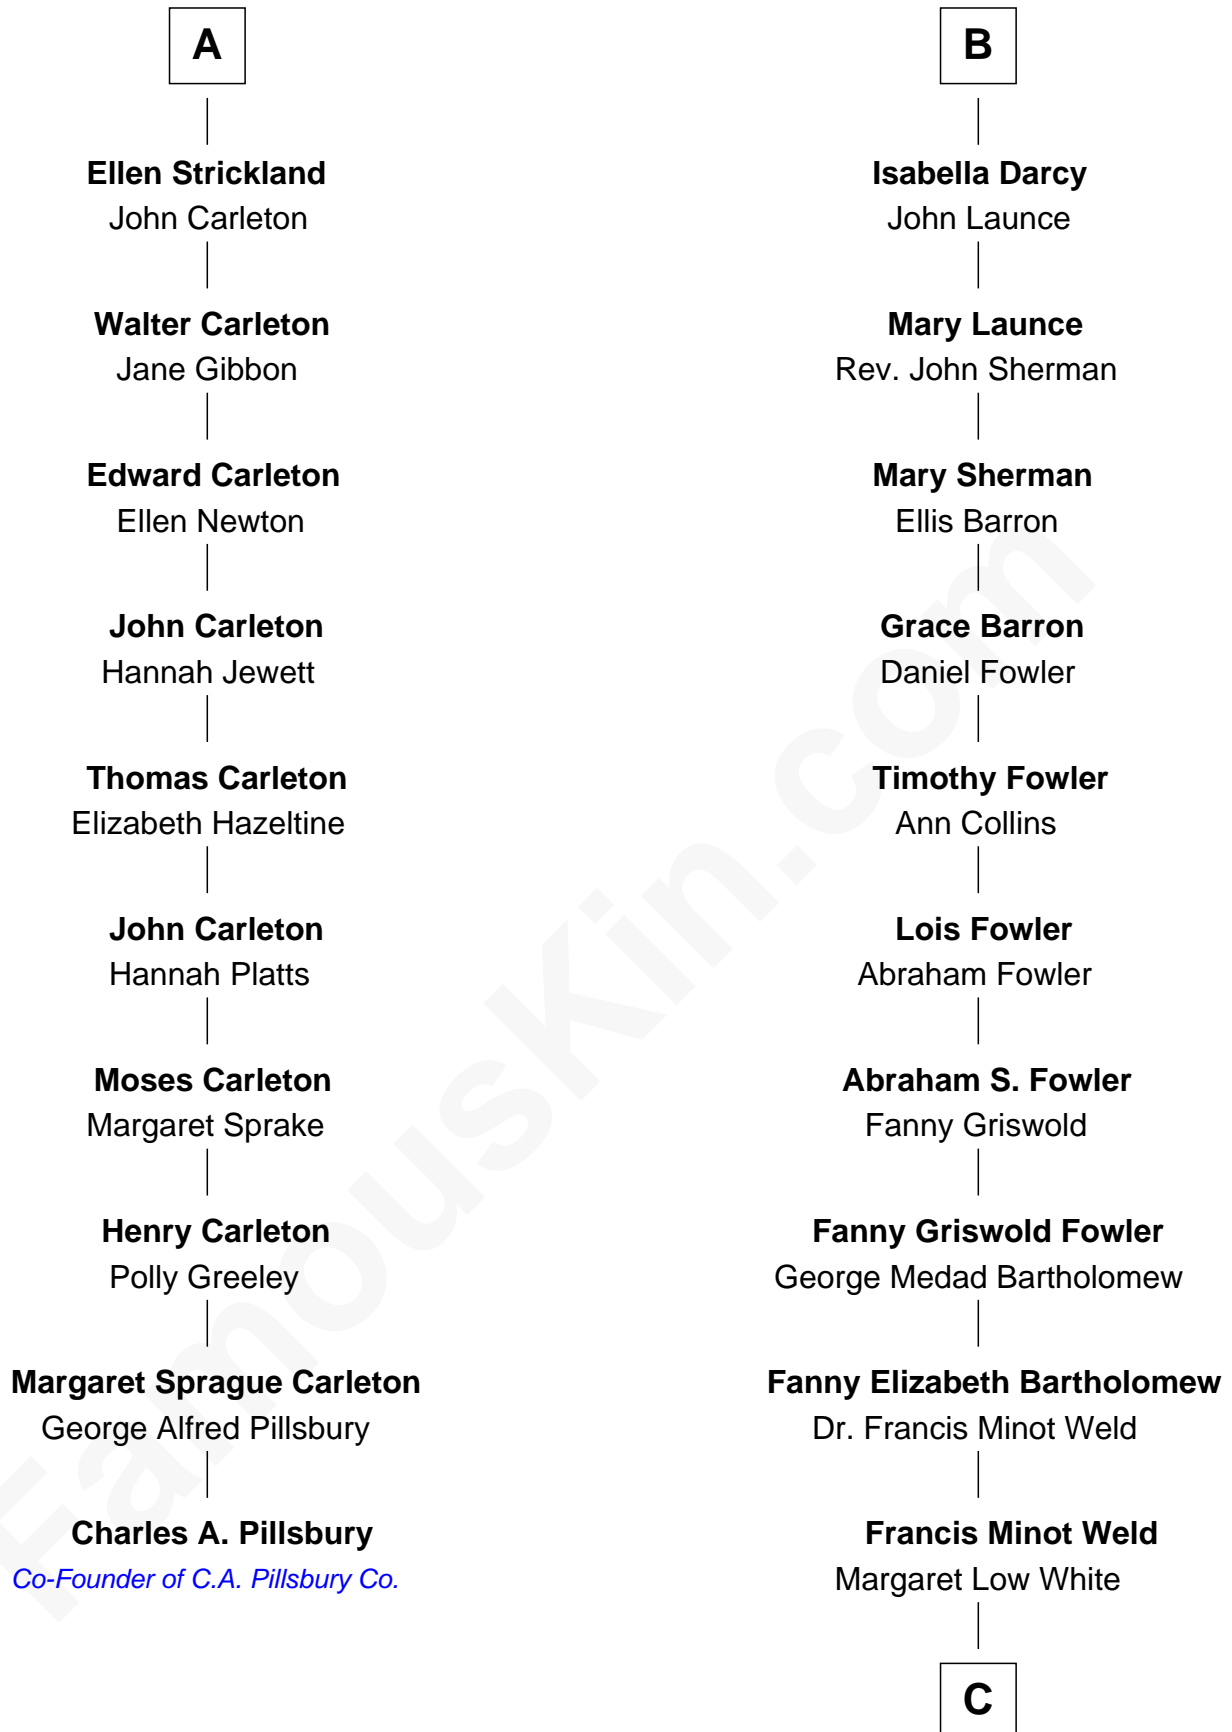 A
Ellen Strickland
John Carleton
Walter Carleton
Jane Gibbon
Edward Carleton
Ellen Newton
John Carleton
Hannah Jewett
Thomas Carleton
Elizabeth Hazeltine
John Carleton
Hannah Platts
Moses Carleton
Margaret Sprake
Henry Carleton
Polly Greeley
Margaret Sprague Carleton
George Alfred Pillsbury
Charles A. Pillsbury
Co-Founder of C.A. Pillsbury Co.
B
Isabella Darcy
John Launce
Mary Launce
Rev. John Sherman
Mary Sherman
Ellis Barron
Grace Barron
Daniel Fowler
Timothy Fowler
Ann Collins
Lois Fowler
Abraham Fowler
Abraham S. Fowler
Fanny Griswold
Fanny Griswold Fowler
George Medad Bartholomew
Fanny Elizabeth Bartholomew
Dr. Francis Minot Weld
Francis Minot Weld
Margaret Low White
C
FamousKin.com